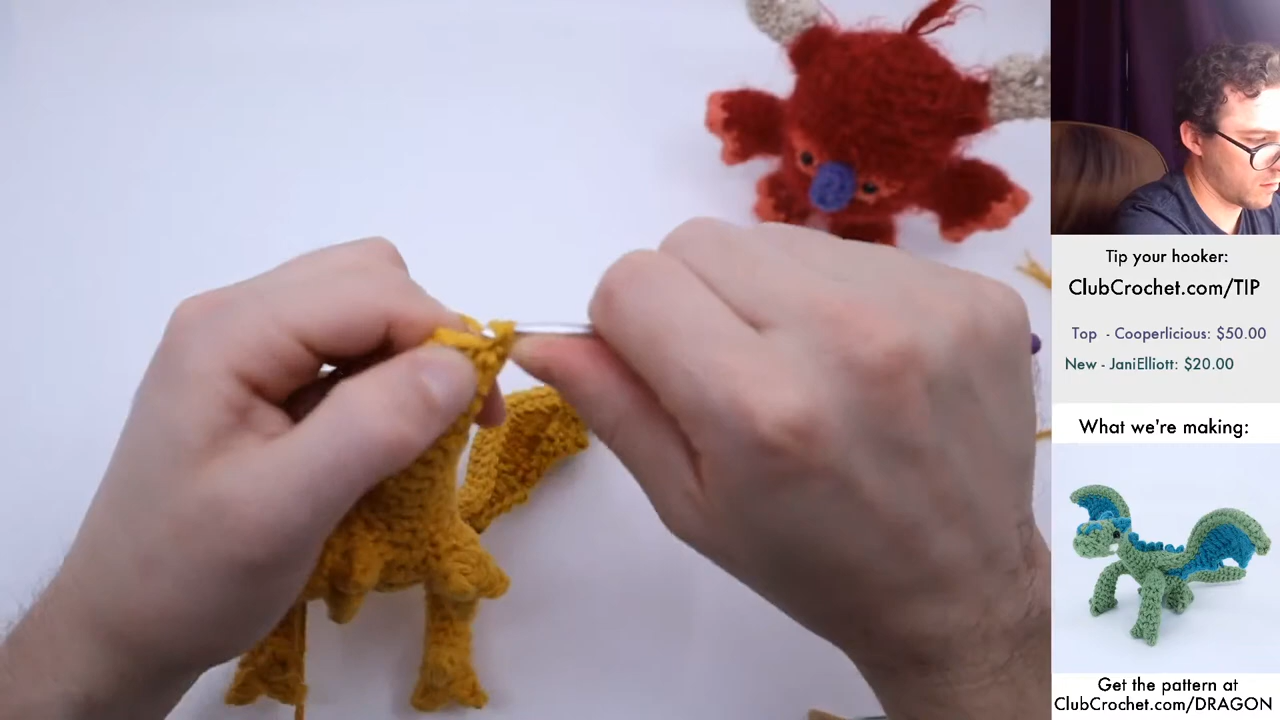 Tip your hooker:
ClubCrochet.com/TIP
Top - Cooperlicious: $50.00
New - JaniElliott: $20.00
What we're making:
Get the pattern at
ClubCrochet.com/DRAGON